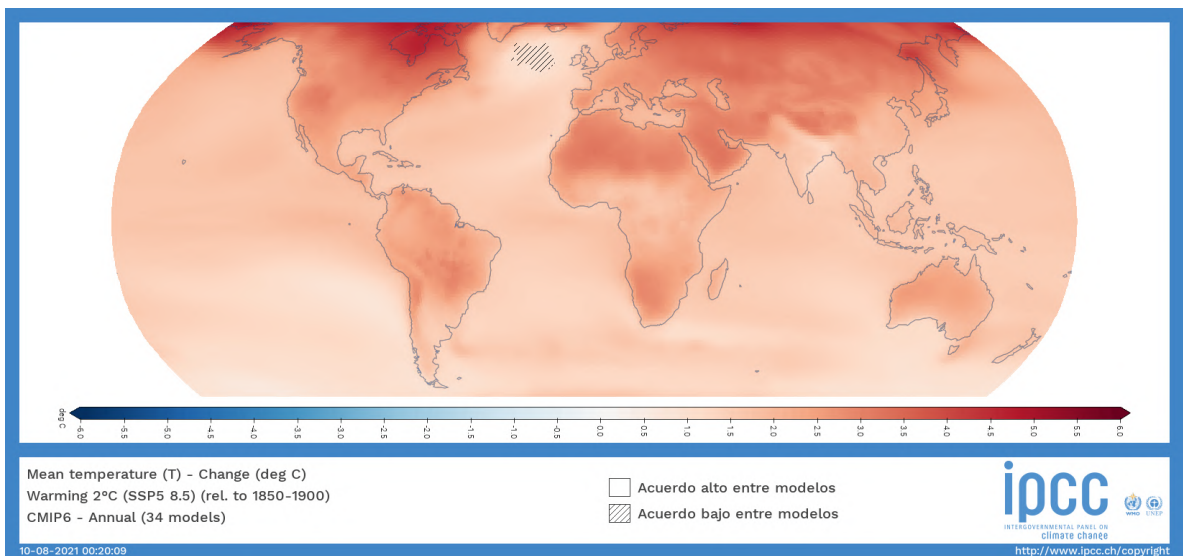 deg C
-6.0 -5.5 -5.0 -4.5 -4.0 -3.5 -3.0 -2.5 -2.0 -1.5 -1.0 -0.5 0.0 0.5 1.0 1.5 2.0 2.5 3.0 3.5 4.0 4.5 5.0 5.5 6.0
Mean temperature (T) - Change (deg C)
Warming 2°C (SSP5 8.5) (rel. to 1850-1900)
CMIP6 - Annual (34 models)
Acuerdo alto entre modelos
Acuerdo bajo entre modelos
ipcc
INTERGOVERNMENTAL PANEL ON
climate change
WMO
UNEP
10-08-2021 00:20:09
http://www.ipcc.ch/copyright